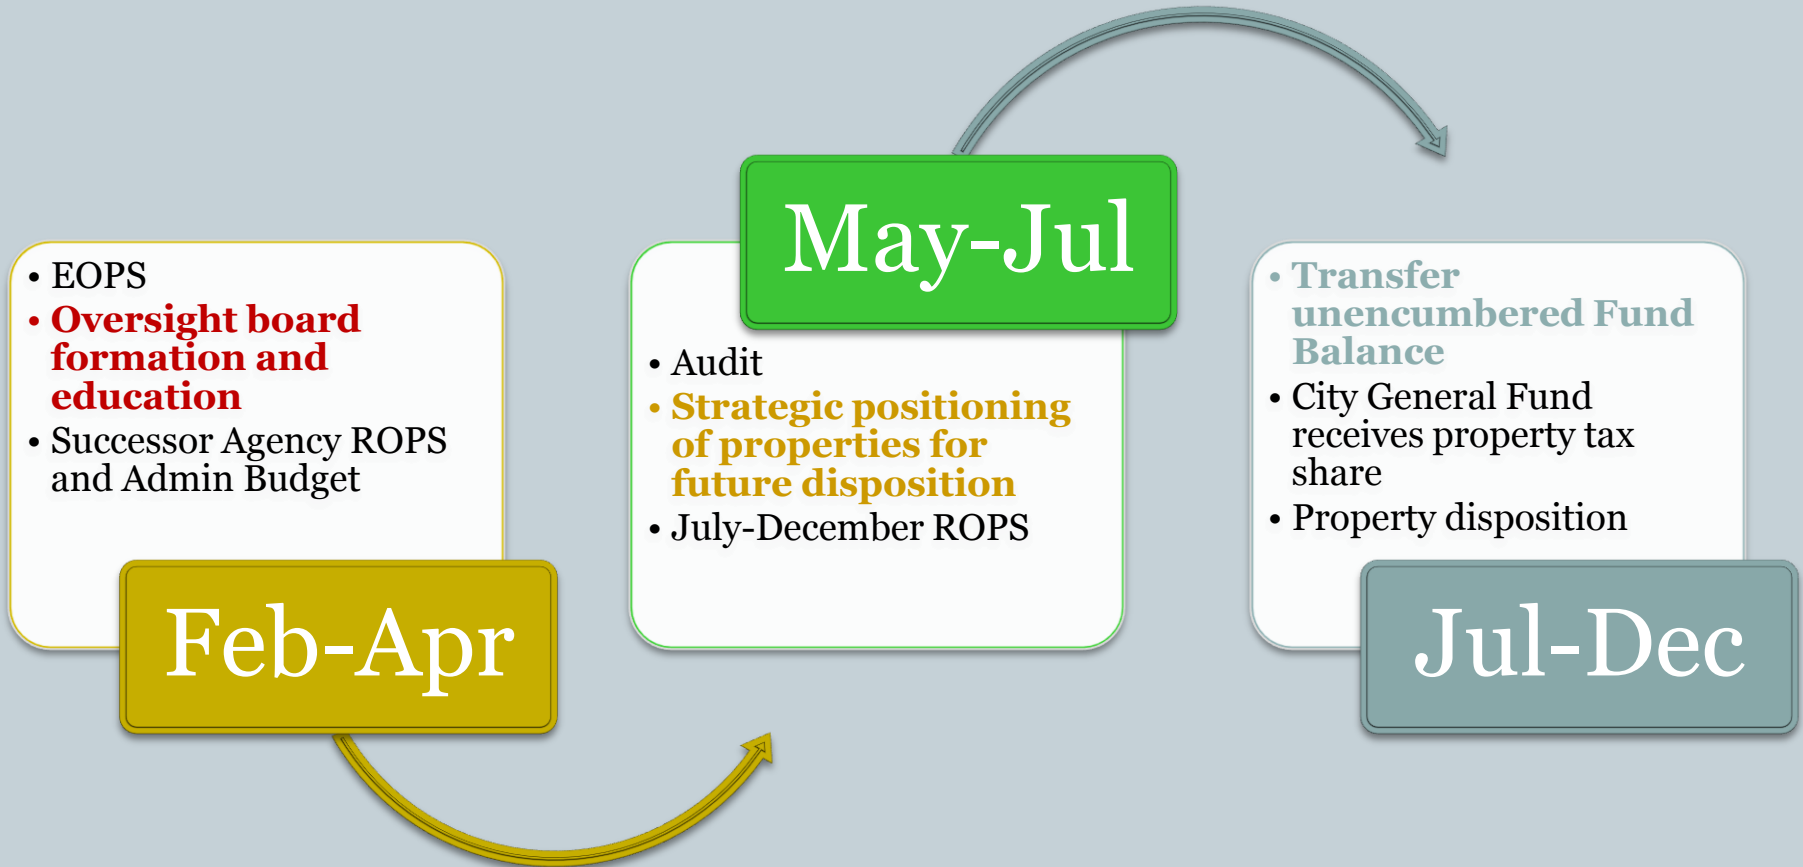 • EOPS
• Oversight board
formation and
education
• Successor Agency ROPS
and Admin Budget
Feb-Apr
May-Jul
• Audit
• Strategic positioning
of properties for
future disposition
• July-December ROPS
• Transfer
unencumbered Fund
Balance
• City General Fund
receives property tax
share
• Property disposition
Jul-Dec